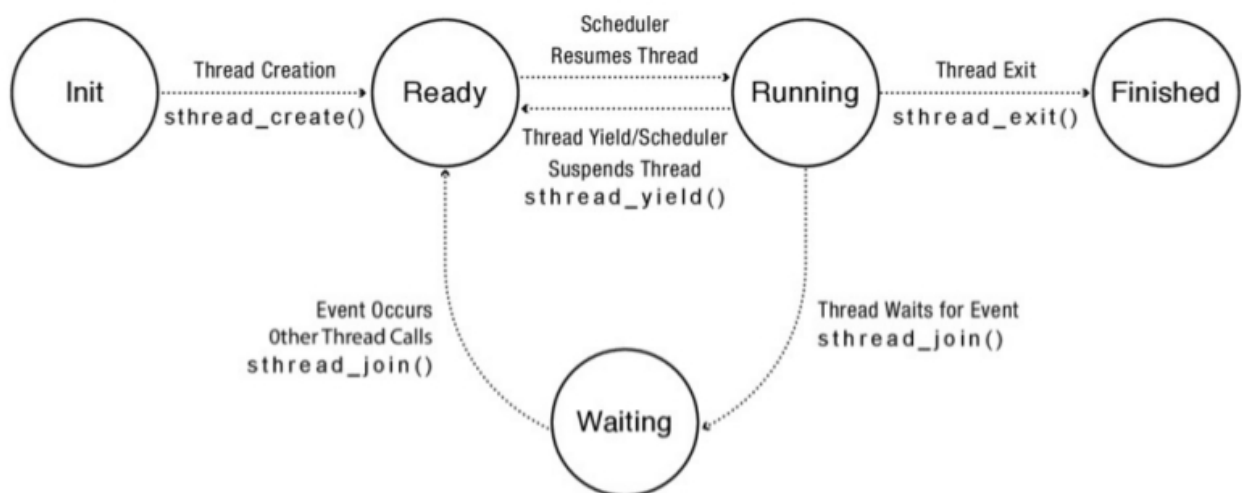 Init
Thread Creation
sthread_create()
Ready
Scheduler
Resumes Thread
Thread Yield/Scheduler
Suspends Thread
sthread_yield()
Running
Thread Exit
sthread_exit()
Finished
Event Occurs
Other Thread Calls
sthread_join()
Thread Waits for Event
sthread_join()
Waiting